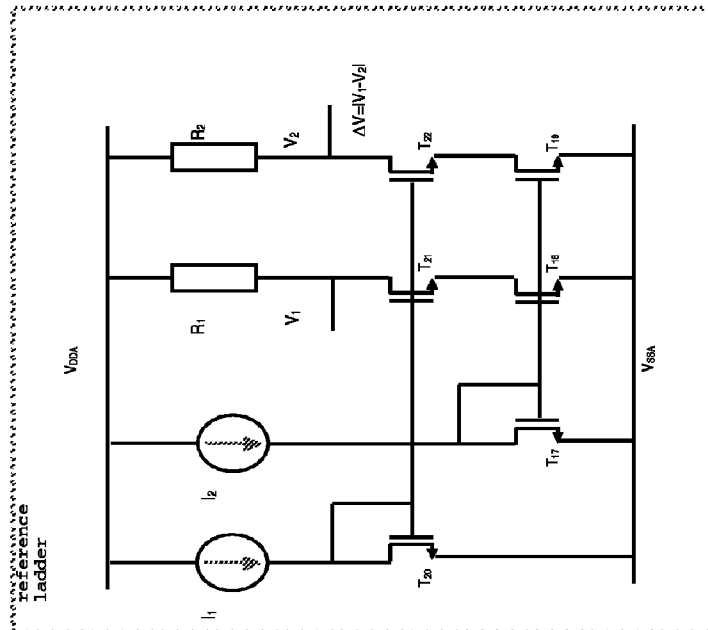 R₂
V₂
ΔV=|V₁-V₂|
T₂₂
T₁₉
R₁
V₁
T₂₁
T₁₈
V_DDA
V_SSA
I₂
T₁₇
I₁
T₂₀
reference
ladder